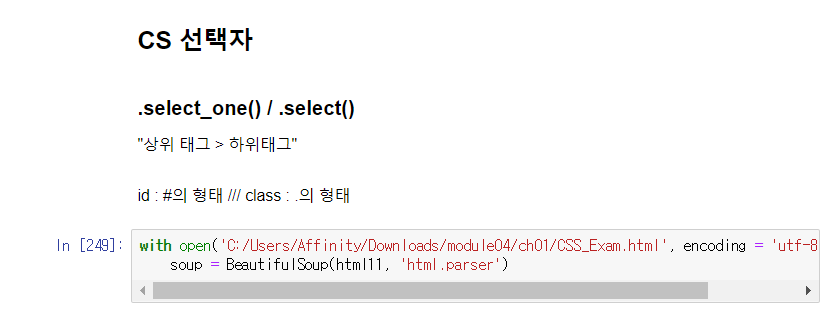 CS 선택자
.select_one() / .select()
"상위 태그 > 하위태그"
id : #의 형태 /// class : .의 형태
In [249]: with open('C:/Users/Affinity/Downloads/module04/ch01/CSS_Exam.html', encoding = 'utf-8
soup = BeautifulSoup(html11, 'html.parser')